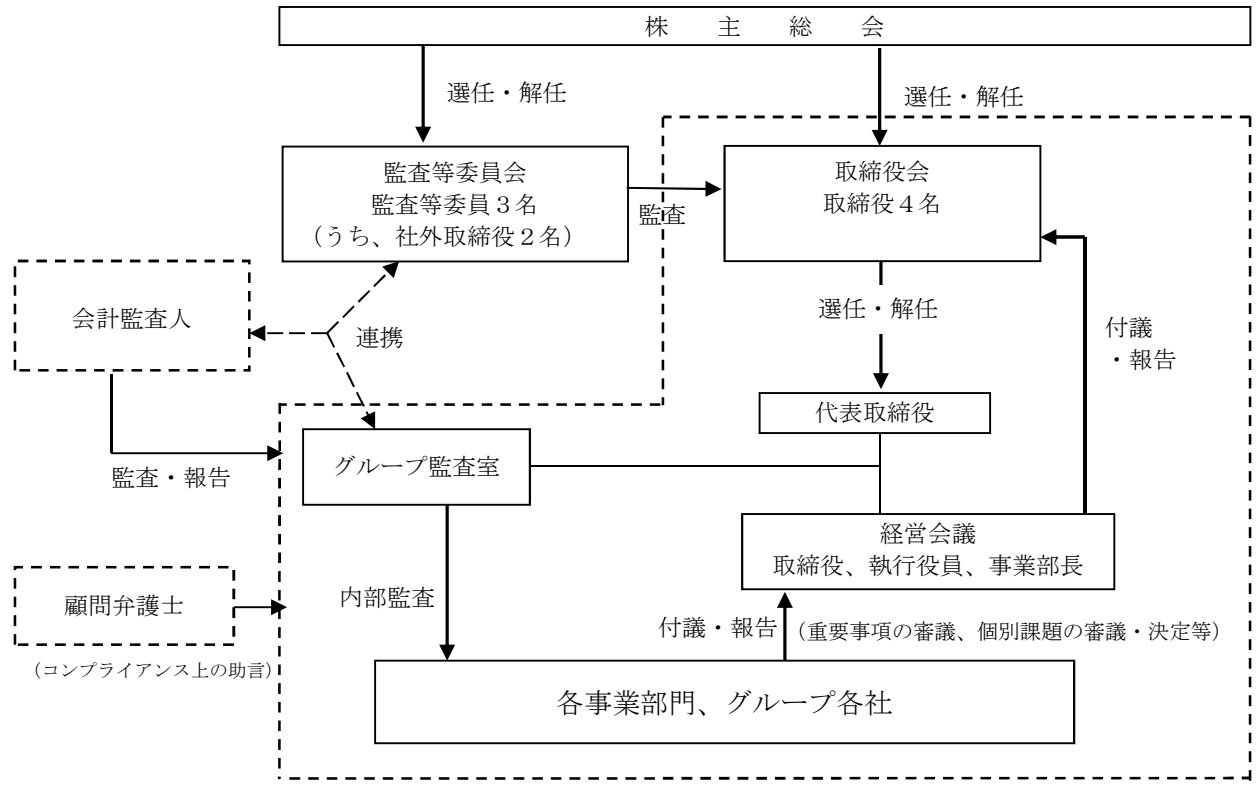 株主総会
選任・解任
選任・解任
監査等委員会
監査等委員３名
（うち、社外取締役２名）
監査
取締役会
取締役４名
会計監査人
連携
選任・解任
付議
・報告
代表取締役
グループ監査室
監査・報告
経営会議
取締役、執行役員、事業部長
顧問弁護士
（コンプライアンス上の助言）
内部監査
付議・報告
（重要事項の審議、個別課題の審議・決定等）
各事業部門、グループ各社